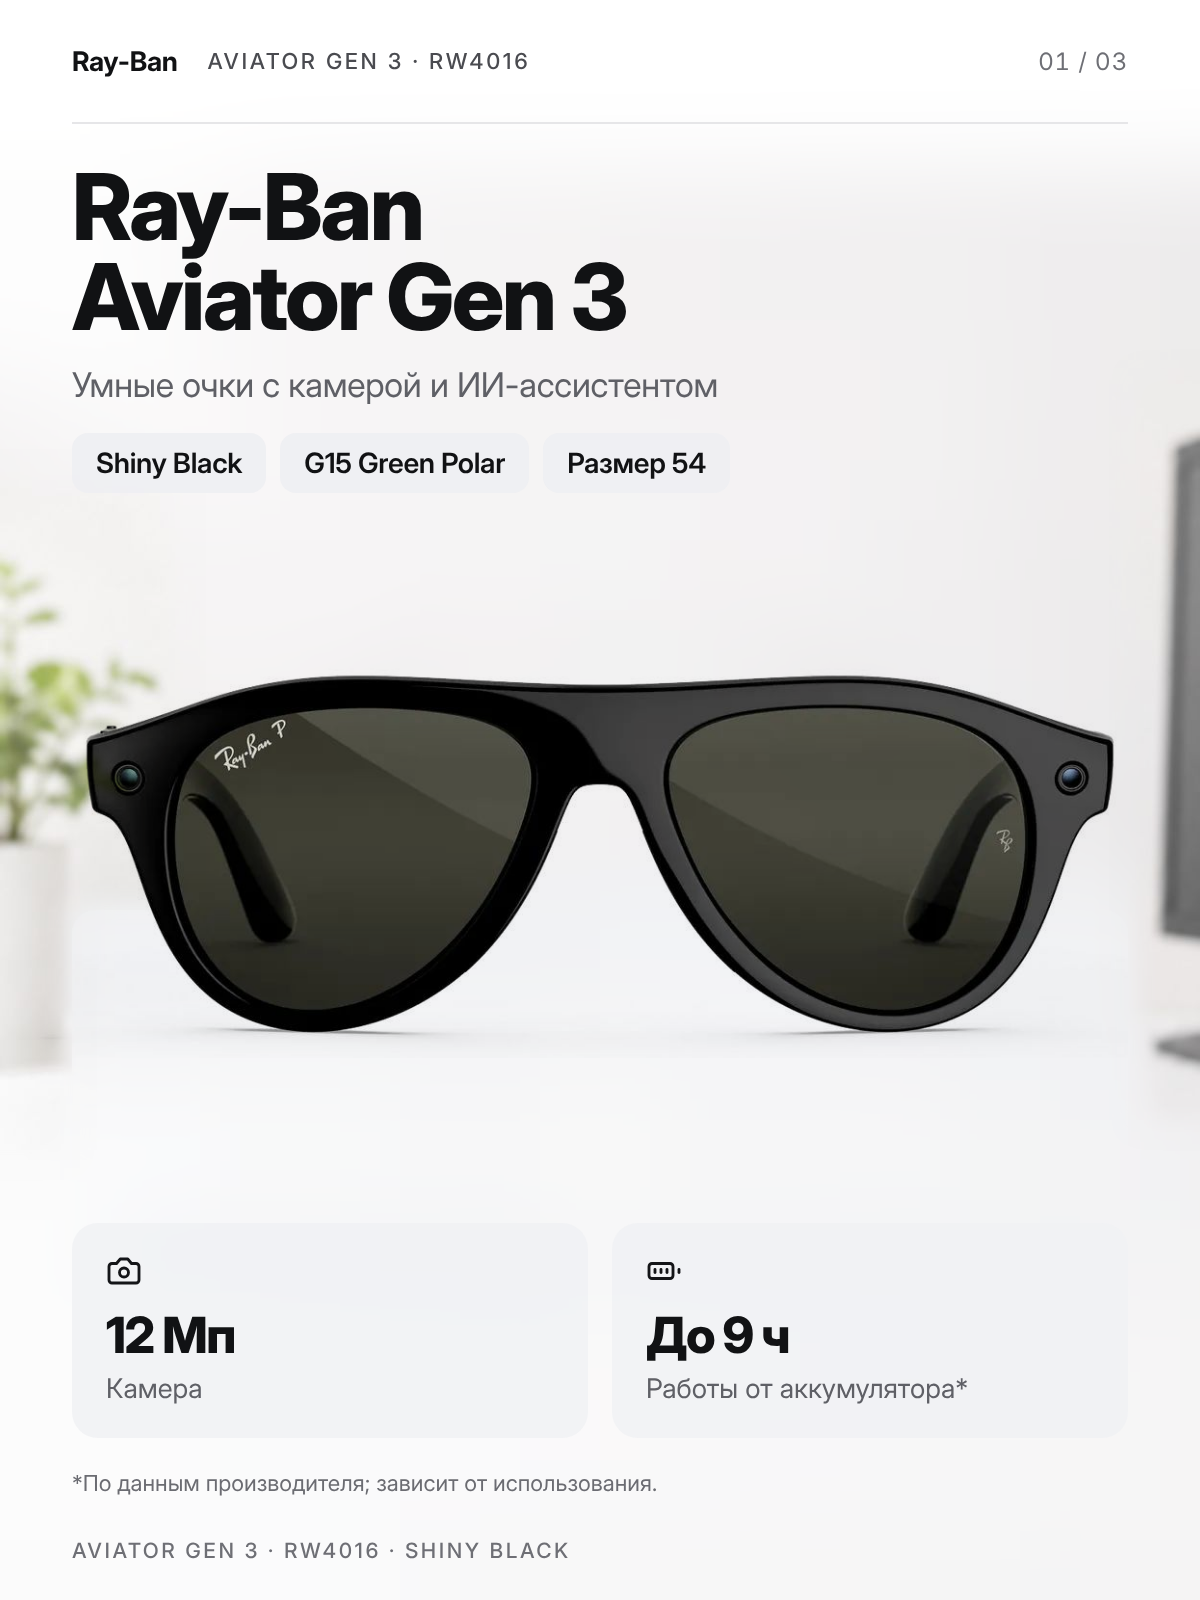 Ray-Ban AVIATOR GEN 3 · RW4016 01 / 03
Ray-Ban
Aviator Gen 3
Умные очки с камерой и ИИ-ассистентом
Shiny Black G15 Green Polar Размер 54
Ray-Ban P
RB
12 Мп
Камера
До 9 ч
Работы от аккумулятора*
*По данным производителя; зависит от использования.
AVIATOR GEN 3 · RW4016 · SHINY BLACK